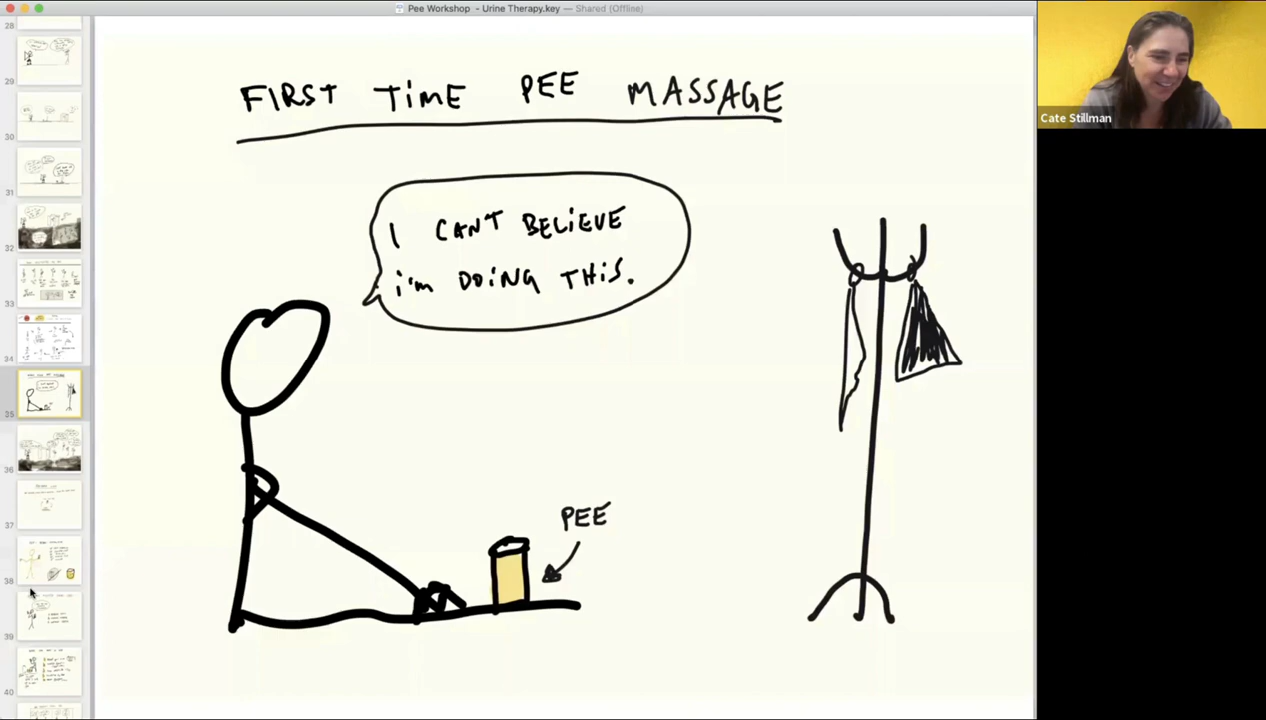 Pee Workshop - Urine Therapy.key — Shared (Offline)
28
29
30
31
32
33
34
35
36
37
38
39
40
FIRST TiME PEE MASSAGE
I CAN'T BELiEVE
i'm DOiNG THiS.
PEE
Cate Stillman